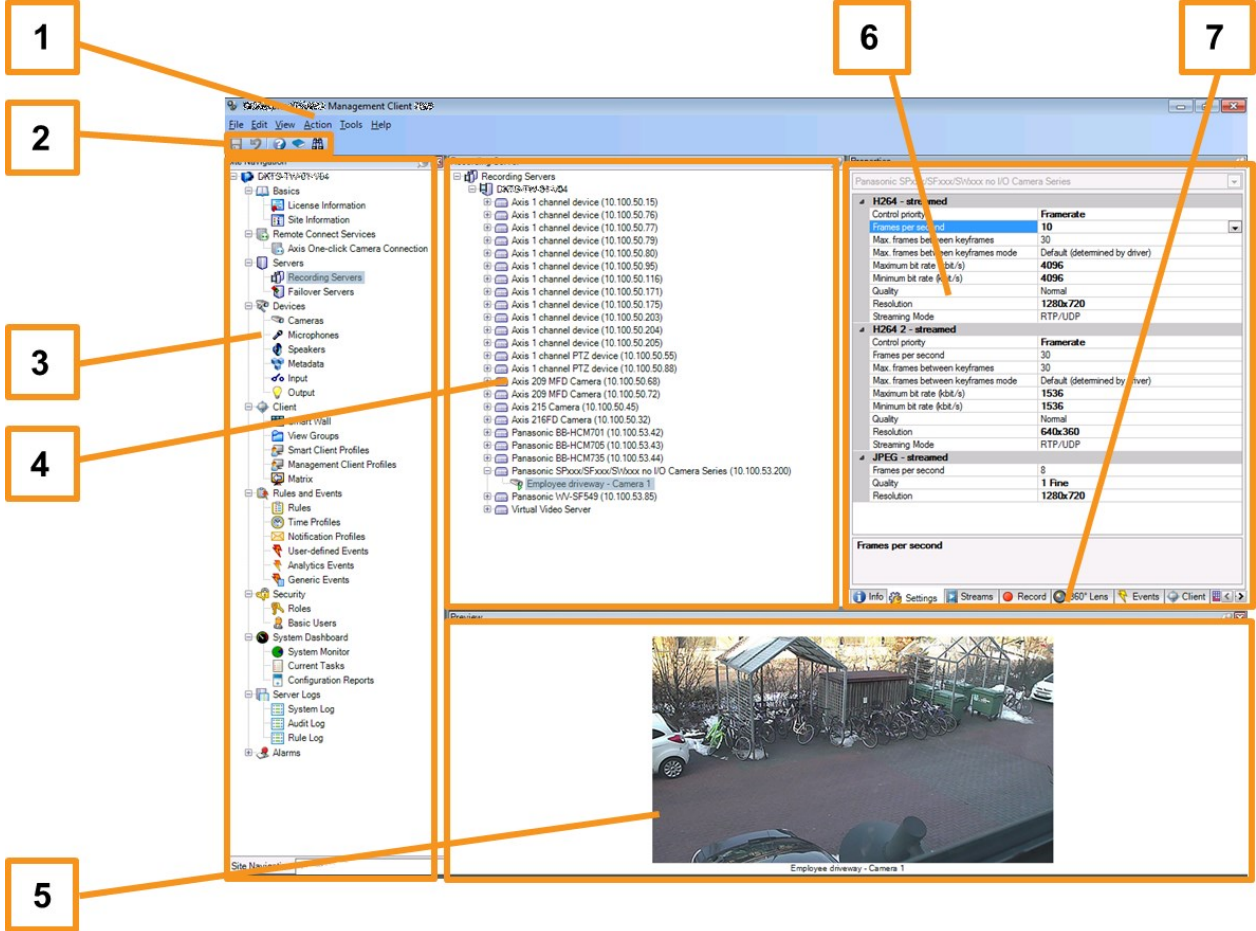 1
6
7
2
Management Client
File Edit View Action Tools Help
3
4
5
DKTS-TW-01-V04
Basics
License Information
Site Information
Remote Connect Services
Axis One-click Camera Connection
Servers
Recording Servers
Failover Servers
Devices
Cameras
Microphones
Speakers
Metadata
Input
Output
Client
Smart Wall
View Groups
Smart Client Profiles
Management Client Profiles
Matrix
Rules and Events
Rules
Time Profiles
Notification Profiles
User-defined Events
Analytics Events
Generic Events
Security
Roles
Basic Users
System Dashboard
System Monitor
Current Tasks
Configuration Reports
Server Logs
System Log
Audit Log
Rule Log
Alarms
Site Navigation
Recording Servers
Axis 1 channel device (10.100.50.15)
Axis 1 channel device (10.100.50.76)
Axis 1 channel device (10.100.50.77)
Axis 1 channel device (10.100.50.79)
Axis 1 channel device (10.100.50.80)
Axis 1 channel device (10.100.50.95)
Axis 1 channel device (10.100.50.116)
Axis 1 channel device (10.100.50.171)
Axis 1 channel device (10.100.50.175)
Axis 1 channel device (10.100.50.203)
Axis 1 channel device (10.100.50.204)
Axis 1 channel device (10.100.50.205)
Axis 1 channel PTZ device (10.100.50.55)
Axis 1 channel PTZ device (10.100.50.88)
Axis 209 MFD Camera (10.100.50.68)
Axis 209 MFD Camera (10.100.50.72)
Axis 215 Camera (10.100.50.45)
Axis 216FD Camera (10.100.50.32)
Panasonic BB-HCM701 (10.100.53.42)
Panasonic BB-HCM705 (10.100.53.43)
Panasonic BB-HCM735 (10.100.53.44)
Panasonic SPxxx/SFxxx/SWxxx no I/O Camera Series (10.100.53.200)
Employee driveway - Camera 1
Panasonic WV-SF549 (10.100.53.85)
Virtual Video Server
Panasonic SPxxx/SFxxx/SWxxx no I/O Camera Series
H264 - streamed
Control priority Framerate
Frames per second 10
Max. frames between keyframes 30
Max. frames between keyframes mode Default (determined by driver)
Maximum bit rate (kbit/s) 4096
Minimum bit rate (kbit/s) 4096
Quality Normal
Resolution 1280x720
Streaming Mode RTP/UDP
H264 2 - streamed
Control priority Framerate
Frames per second 30
Max. frames between keyframes 30
Max. frames between keyframes mode Default (determined by driver)
Maximum bit rate (kbit/s) 1536
Minimum bit rate (kbit/s) 1536
Quality Normal
Resolution 640x360
Streaming Mode RTP/UDP
JPEG - streamed
Frames per second 8
Quality 1 Fine
Resolution 1280x720
Frames per second
Info Settings Streams Record 360° Lens Events Client
Preview
Employee driveway - Camera 1